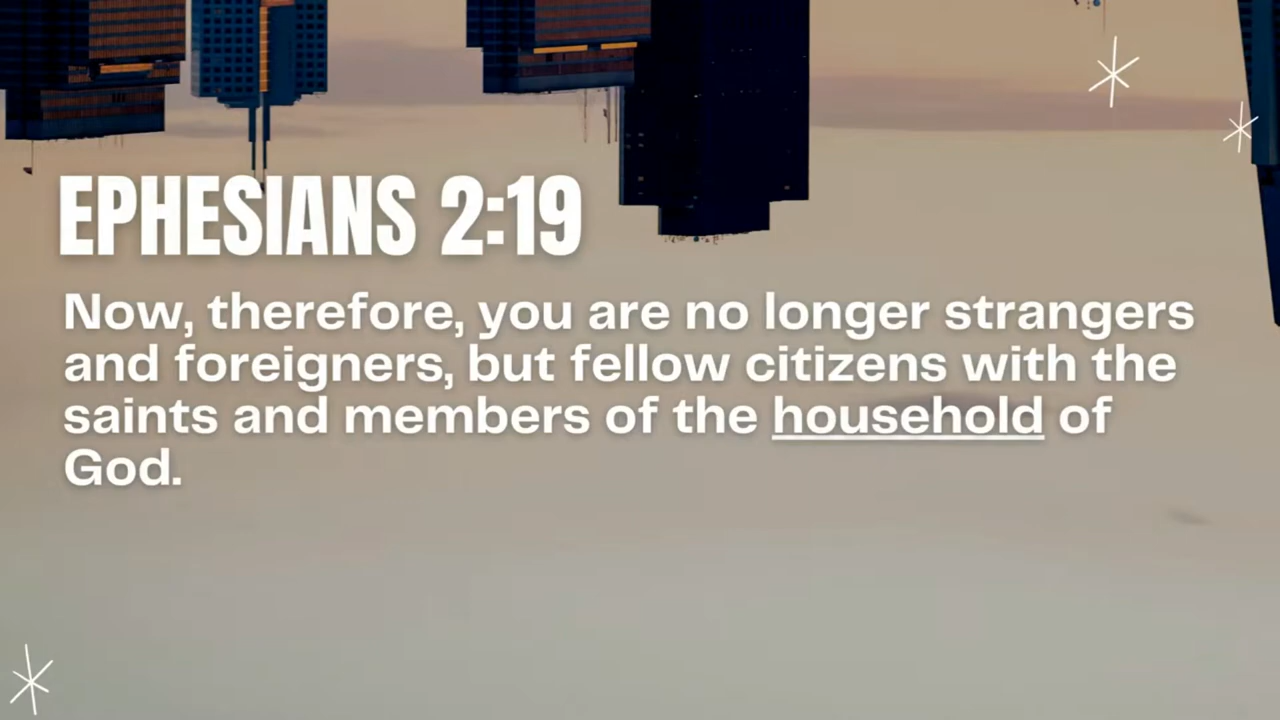 EPHESIANS 2:19
Now, therefore, you are no longer strangers
and foreigners, but fellow citizens with the
saints and members of the household of
God.